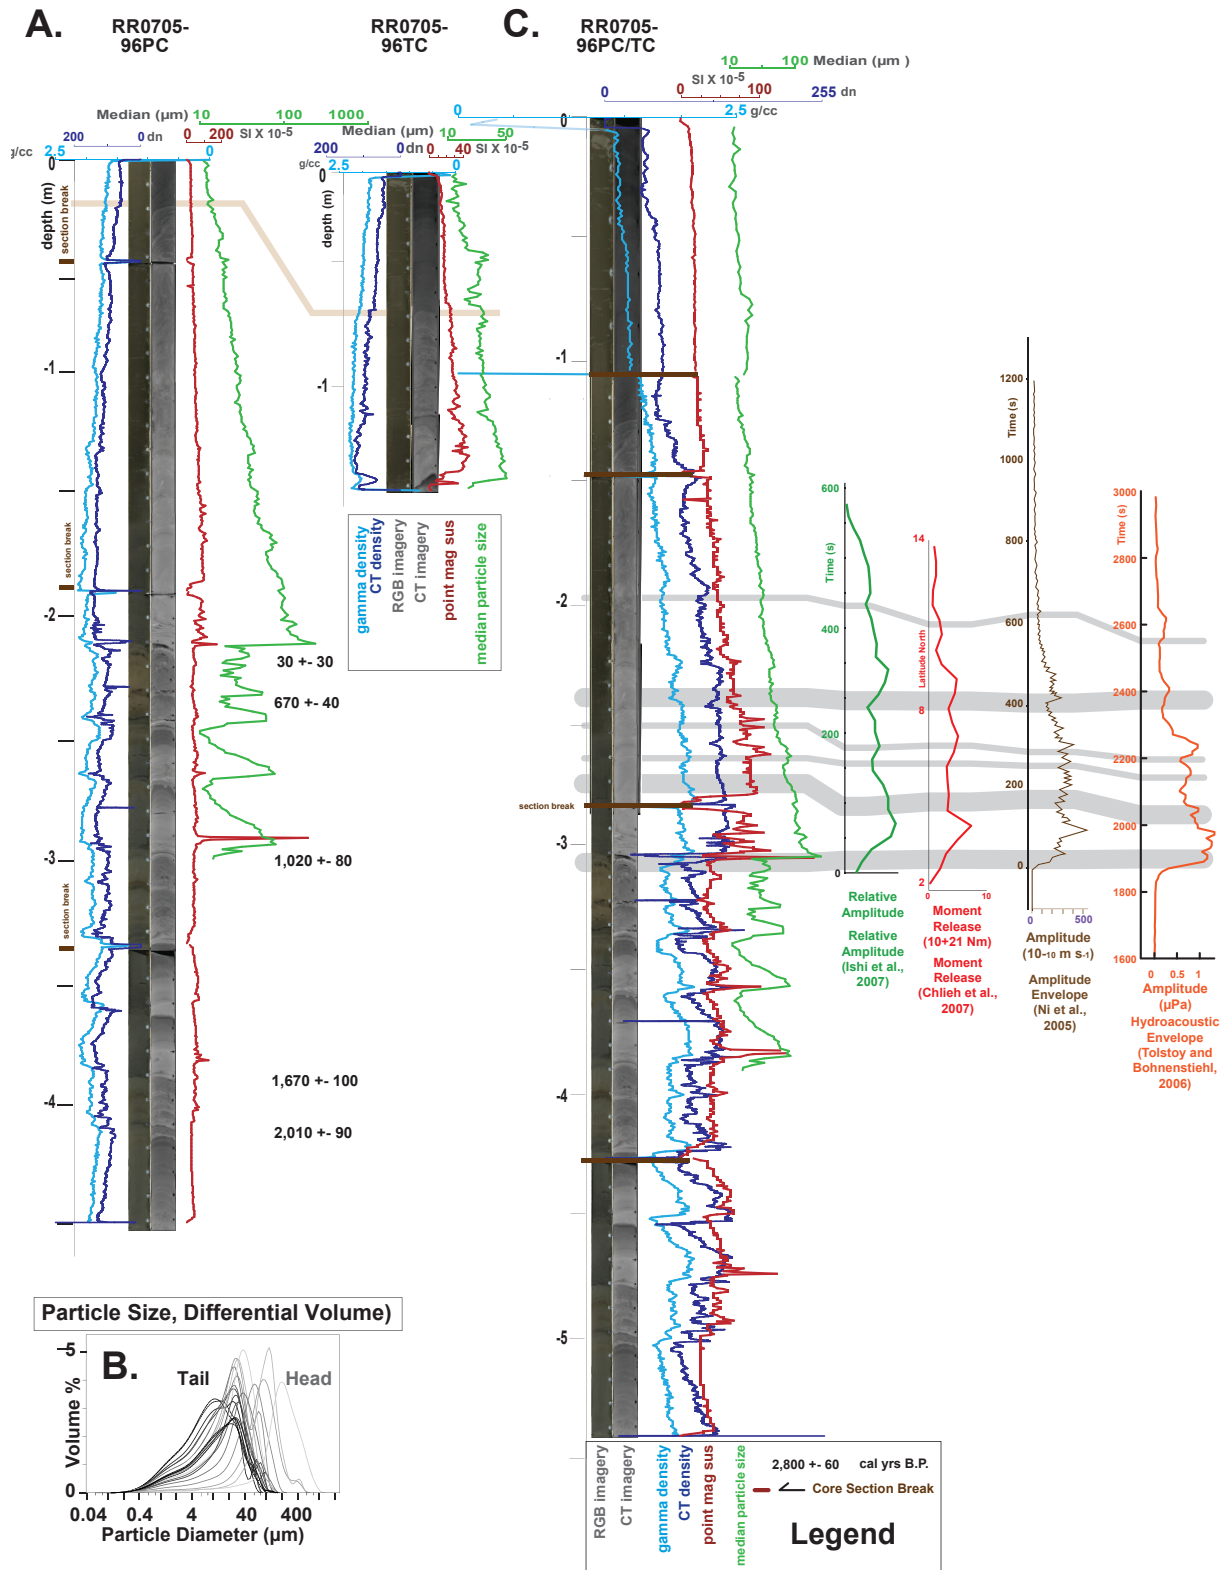 A.
RR0705-
96PC
RR0705-
96TC
C.
RR0705-
96PC/TC
10 100 Median (µm )
SI X 10-5
0 100
0 255 dn
0 2,5 g/cc
Median (µm) 10 100 1000
200 0 dn 0 200 SI X 10-5
g/cc 2.5 0
Median (µm) 10 50
200 0 dn 0 40 SI X 10-5
g/cc 2.5 0
0
depth (m)
section break
-1
section break
-2
-3
section break
-4
30 +- 30
670 +- 40
1,020 +- 80
1,670 +- 100
2,010 +- 90
0
depth (m)
-1
gamma density
CT density
RGB imagery
CT imagery
point mag sus
median particle size
0
-1
-2
section break
-3
-4
-5
600
Time (s)
400
200
0
Relative
Amplitude
Relative
Amplitude
(Ishi et al.,
2007)
14
Latitude North
8
2
0 10
Moment
Release
(10+21 Nm)
Moment
Release
(Chlieh et al.,
2007)
1200
Time (s)
1000
800
600
400
200
0
0 500
Amplitude
(10-10 m s-1)
Amplitude
Envelope
(Ni et al.,
2005)
3000
Time (s)
2800
2600
2400
2200
2000
1800
1600
0 0.5 1
Amplitude
(µPa)
Hydroacoustic
Envelope
(Tolstoy and
Bohnenstiehl,
2006)
Particle Size, Differential Volume)
B.
5
Volume %
0
Tail
Head
0.04 0.4 4 40 400
Particle Diameter (µm)
RGB imagery
CT imagery
gamma density
CT density
point mag sus
median particle size
2,800 +- 60 cal yrs B.P.
Core Section Break
Legend